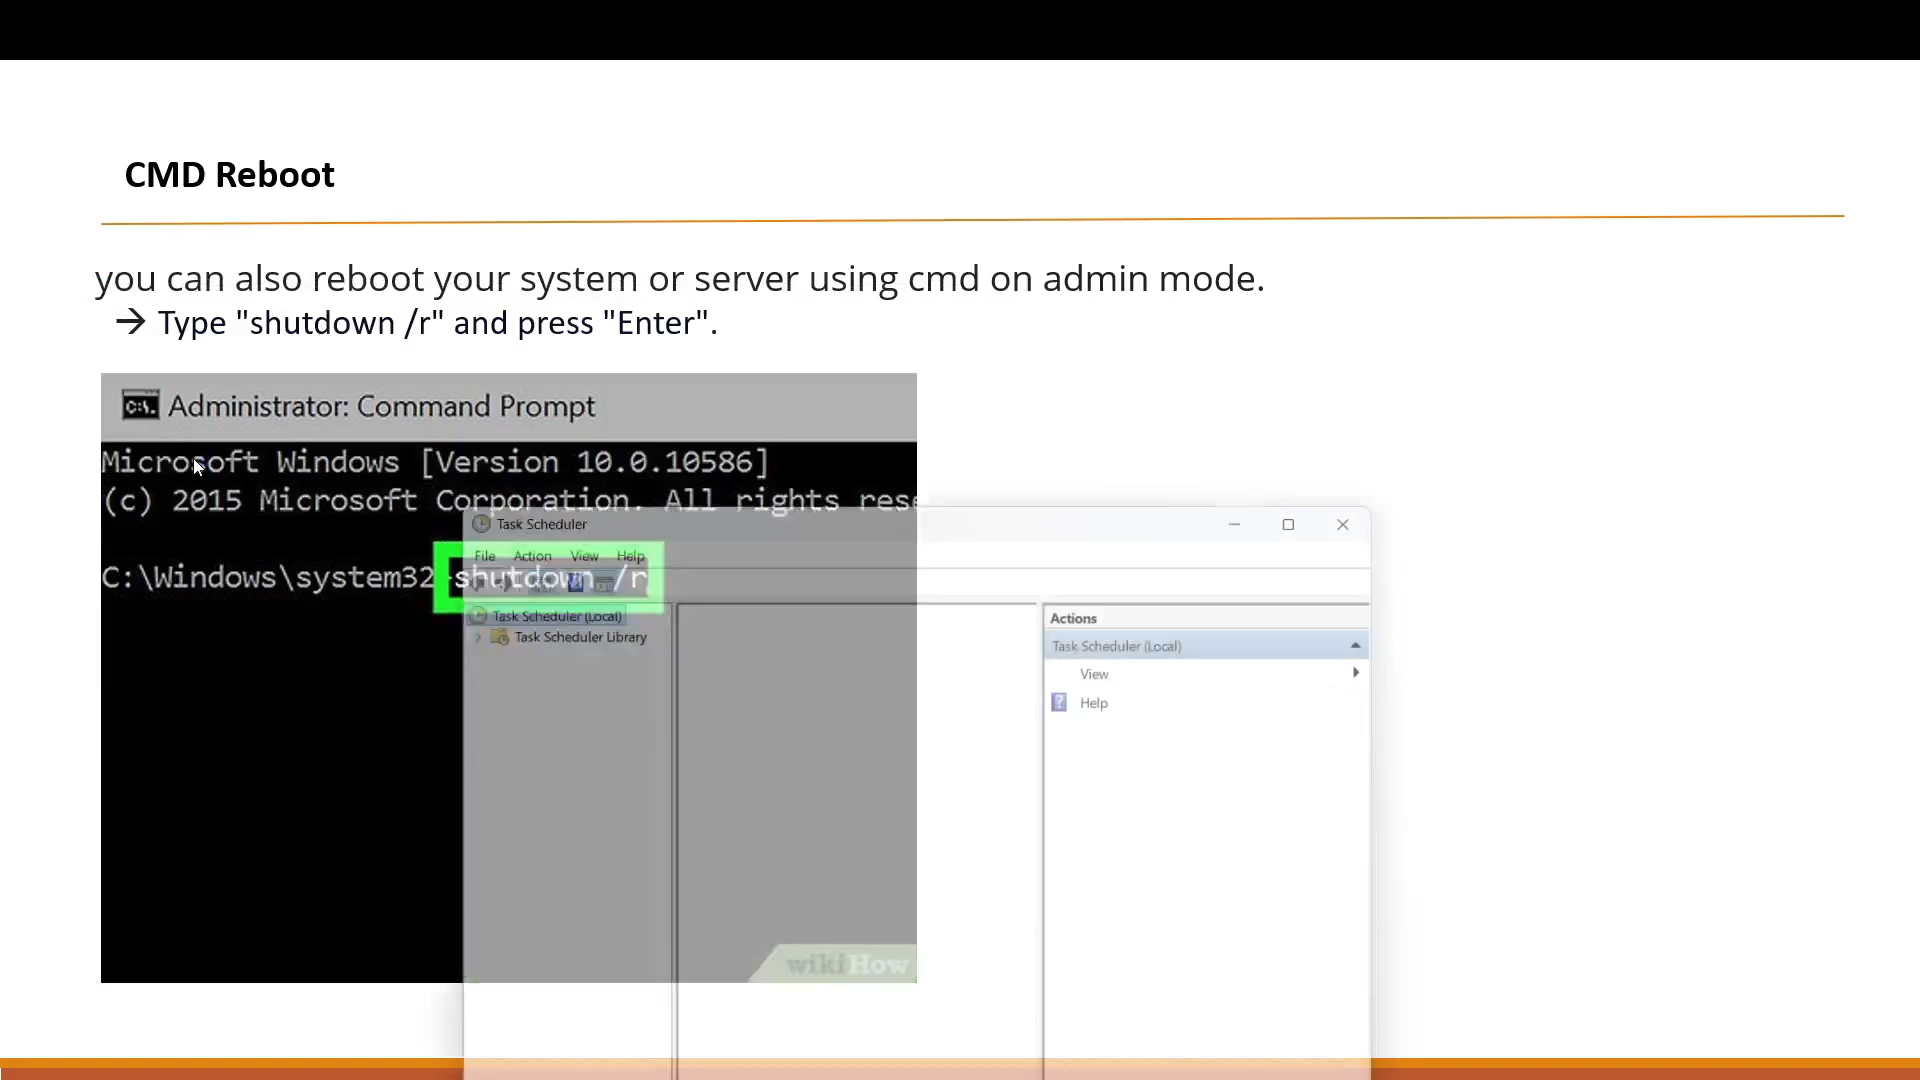 CMD Reboot
you can also reboot your system or server using cmd on admin mode.
→ Type "shutdown /r" and press "Enter".
Administrator: Command Prompt
Microsoft Windows [Version 10.0.10586]
(c) 2015 Microsoft Corporation. All rights rese
C:\Windows\system32>shutdown /r
Task Scheduler
File Action View Help
Task Scheduler (Local)
Task Scheduler Library
Actions
Task Scheduler (Local)
View
Help
wikiHow